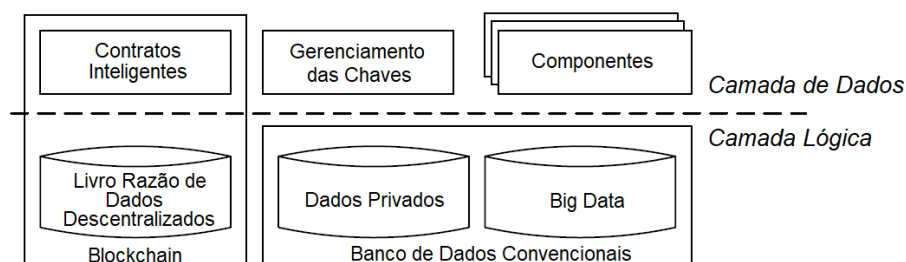 Contratos
Inteligentes
Gerenciamento
das Chaves
Componentes
Camada de Dados
Camada Lógica
Livro Razão de
Dados
Descentralizados
Dados Privados
Big Data
Blockchain
Banco de Dados Convencionais